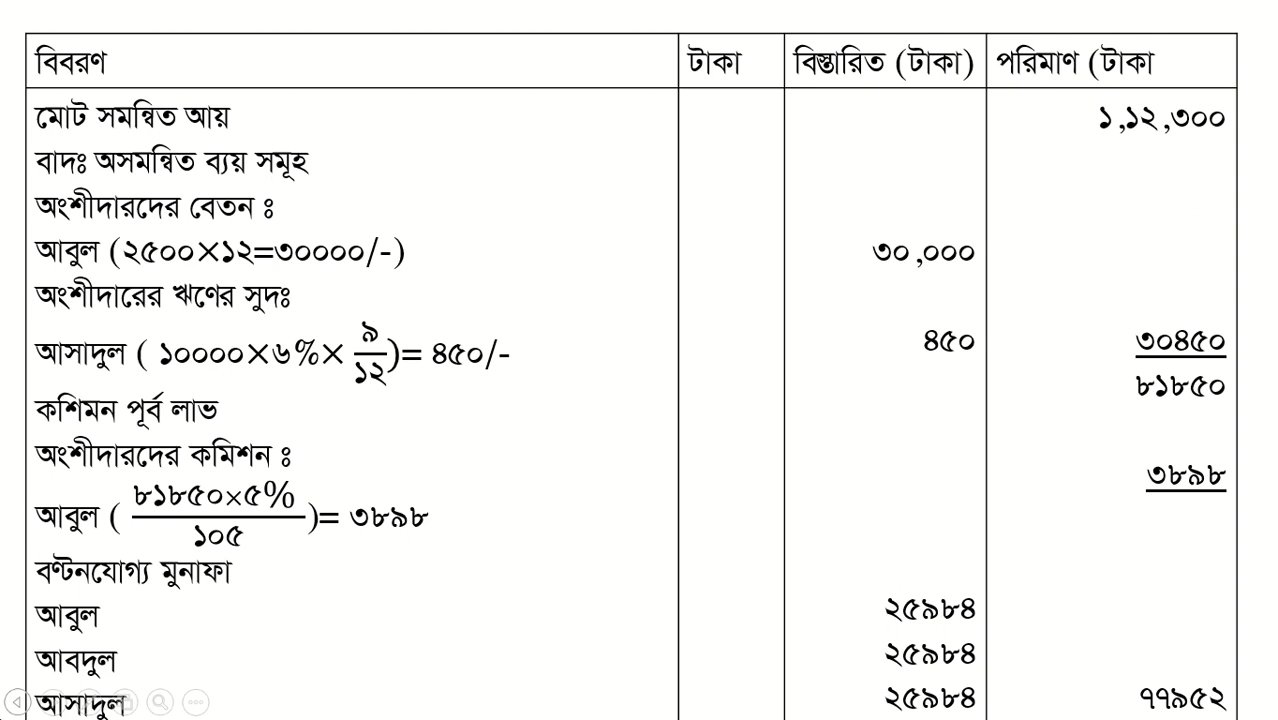 বিবরণ টাকা বিস্তারিত (টাকা) পরিমাণ (টাকা
মোট সমন্বিত আয় ১,১২,৩০০
বাদঃ অসমন্বিত ব্যয় সমূহ
অংশীদারদের বেতন ঃ
আবুল (২৫০০×১২=৩০০০০/-) ৩০,০০০
অংশীদারের ঋণের সুদঃ
আসাদুল ( ১০০০০×৬%× ৯/১২)= ৪৫০/- ৪৫০ ৩০৪৫০
৮১৮৫০
কশিমন পূর্ব লাভ
অংশীদারদের কমিশন ঃ
৩৮৯৮
আবুল ( ৮১৮৫০×৫%/১০৫)= ৩৮৯৮
বণ্টনযোগ্য মুনাফা
আবুল ২৫৯৮৪
আবদুল ২৫৯৮৪
আসাদুল ২৫৯৮৪ ৭৭৯৫২